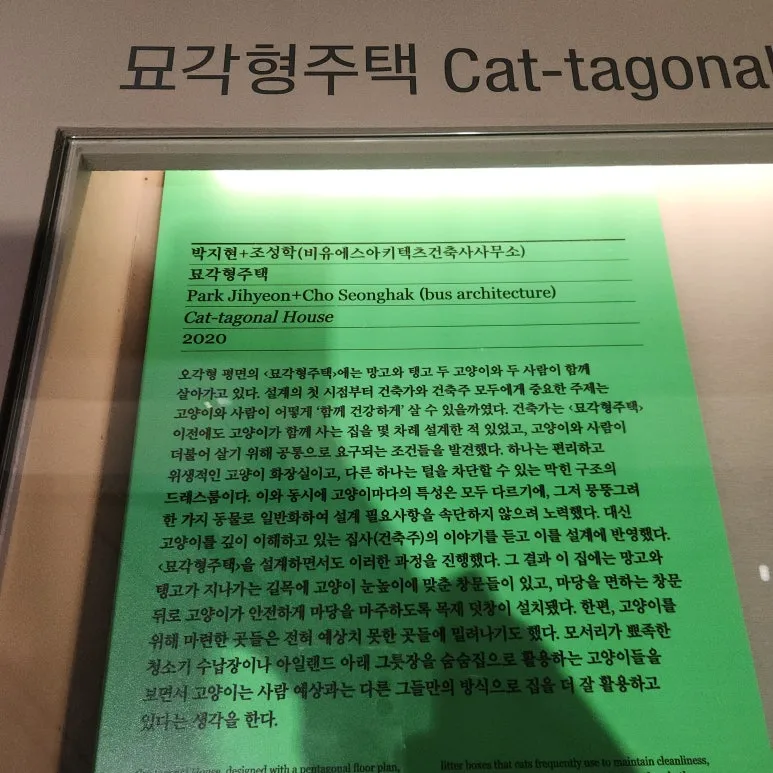 묘각형주택 Cat-tagonal
박지현+조성학(비유에스아키텍츠건축사사무소)
묘각형주택
Park Jihyeon+Cho Seonghak (bus architecture)
Cat-tagonal House
2020
오각형 평면의 〈묘각형주택〉에는 망고와 탱고 두 고양이와 두 사람이 함께
살아가고 있다. 설계의 첫 시점부터 건축가와 건축주 모두에게 중요한 주제는
고양이와 사람이 어떻게 ‘함께 건강하게’ 살 수 있을까였다. 건축가는 〈묘각형주택〉
이전에도 고양이가 함께 사는 집을 몇 차례 설계한 적 있었고, 고양이와 사람이
더불어 살기 위해 공통으로 요구되는 조건들을 발견했다. 하나는 편리하고
위생적인 고양이 화장실이고, 다른 하나는 털을 차단할 수 있는 막힌 구조의
드레스룸이다. 이와 동시에 고양이마다의 특성은 모두 다르기에, 그저 뭉뚱그려
한 가지 동물로 일반화하여 설계 필요사항을 속단하지 않으려 노력했다. 대신
고양이를 깊이 이해하고 있는 집사(건축주)의 이야기를 듣고 이를 설계에 반영했다.
〈묘각형주택〉을 설계하면서도 이러한 과정을 진행했다. 그 결과 이 집에는 망고와
탱고가 지나가는 길목에 고양이 눈높이에 맞춘 창문들이 있고, 마당을 면하는 창문
뒤로 고양이가 안전하게 마당을 마주하도록 목재 덧창이 설치됐다. 한편, 고양이를
위해 마련한 곳들은 전혀 예상치 못한 곳들에 밀려나기도 했다. 모서리가 뾰족한
청소기 수납장이나 아일랜드 아래 그릇장을 숨숨집으로 활용하는 고양이들을
보면서 고양이는 사람 예상과는 다른 그들만의 방식으로 집을 더 잘 활용하고
있다는 생각을 한다.
House, designed with a pentagonal floor plan,
litter boxes that cats frequently use to maintain cleanliness,